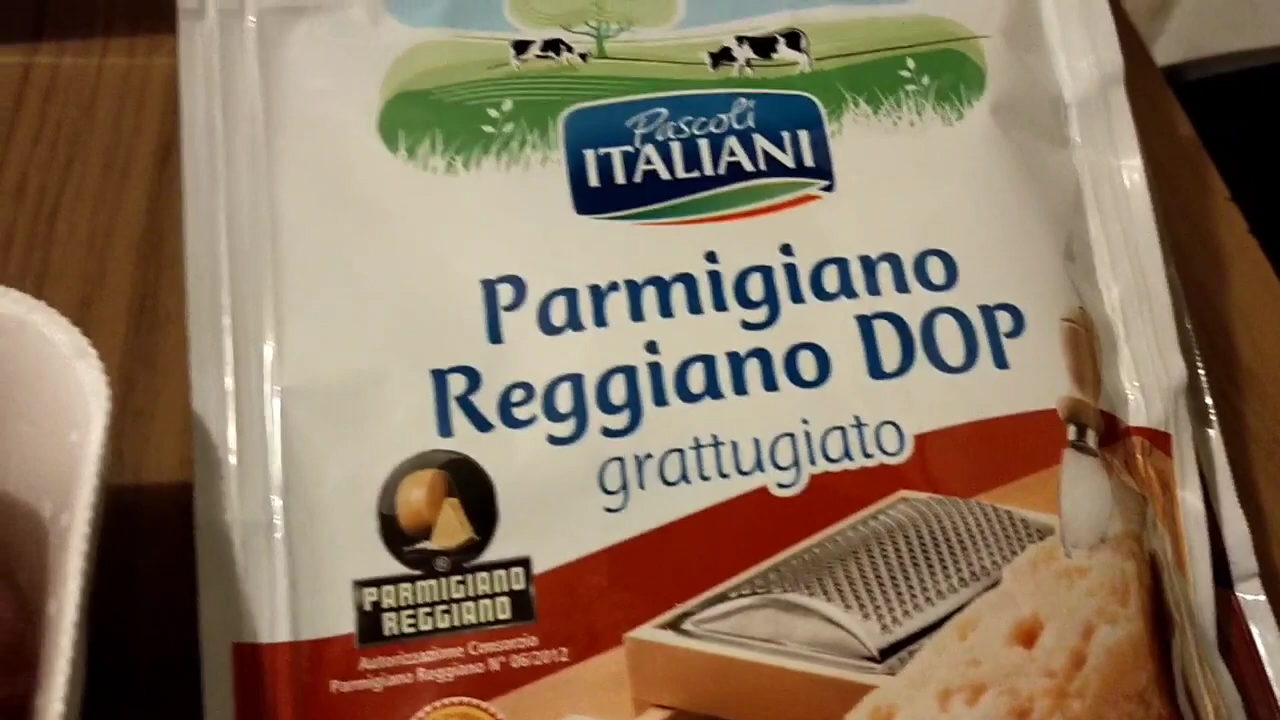 Pascoli
ITALIANI
Parmigiano
Reggiano DOP
grattugiato
PARMIGIANO
REGGIANO
Autorizzazione Consorzio
Parmigiano Reggiano N° 06/2012